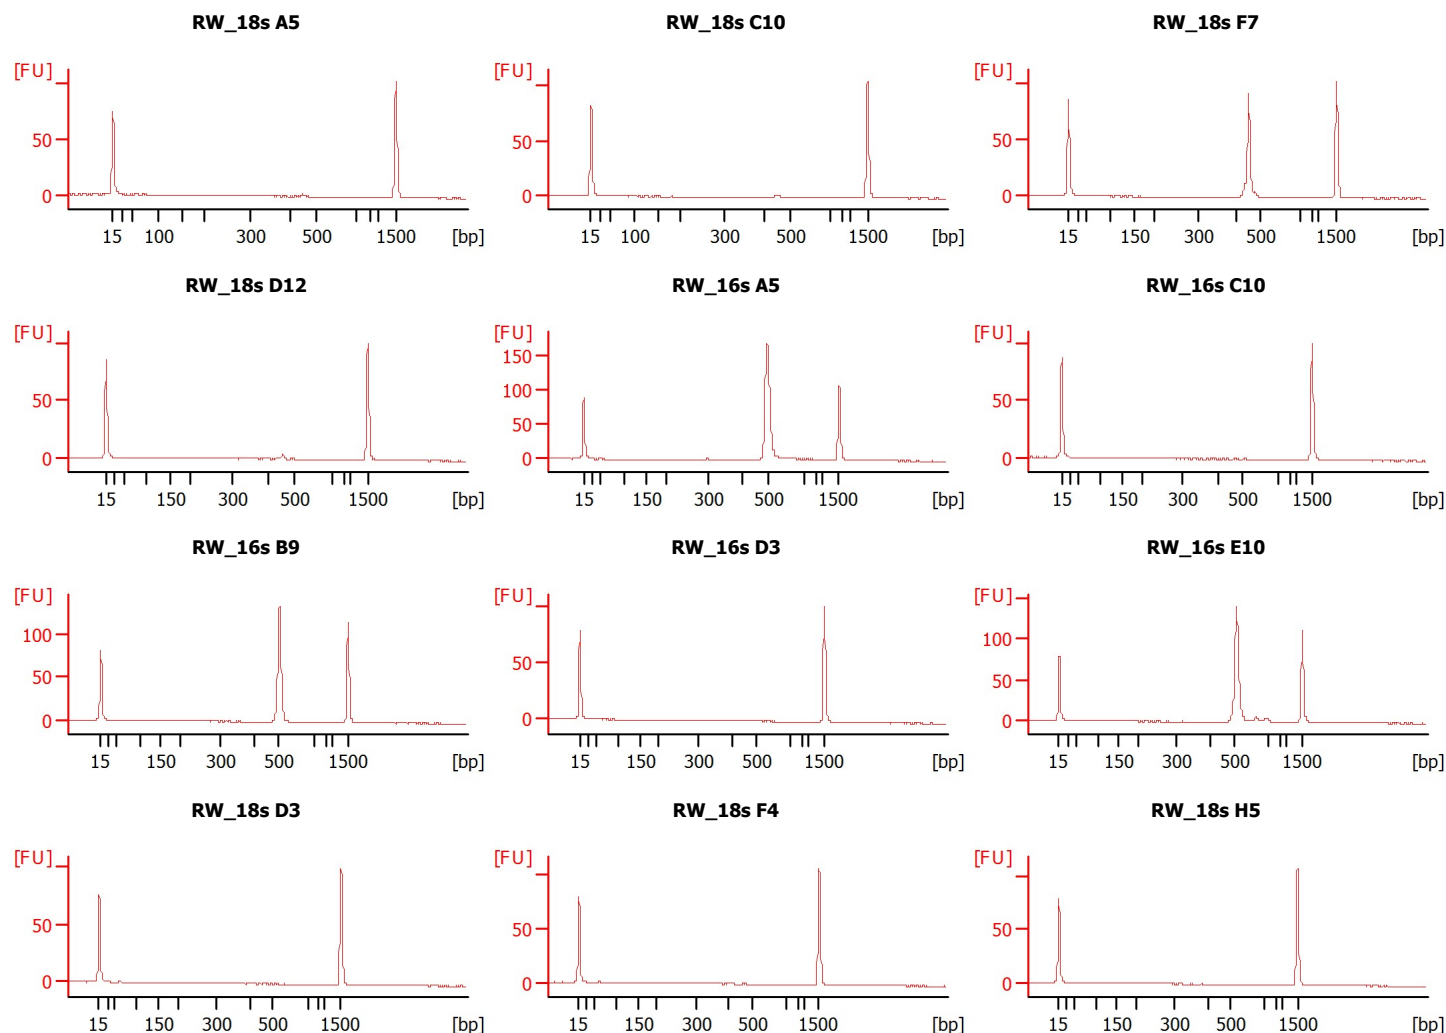 RW_18s A5 RW_18s C10 RW_18s F7
[FU] [FU] [FU]
50 50 50
0 0 0
15 100 300 500 1500 [bp] 15 100 300 500 1500 [bp] 15 150 300 500 1500 [bp]
RW_18s D12 RW_16s A5 RW_16s C10
[FU] [FU] [FU]
150
100
50 50 50
0 0 0
15 150 300 500 1500 [bp] 15 150 300 500 1500 [bp] 15 150 300 500 1500 [bp]
RW_16s B9 RW_16s D3 RW_16s E10
[FU] [FU] [FU]
150
100 100
50 50 50
0 0 0
15 150 300 500 1500 [bp] 15 150 300 500 1500 [bp] 15 150 300 500 1500 [bp]
RW_18s D3 RW_18s F4 RW_18s H5
[FU] [FU] [FU]
50 50 50
0 0 0
15 150 300 500 1500 [bp] 15 150 300 500 1500 [bp] 15 150 300 500 1500 [bp]